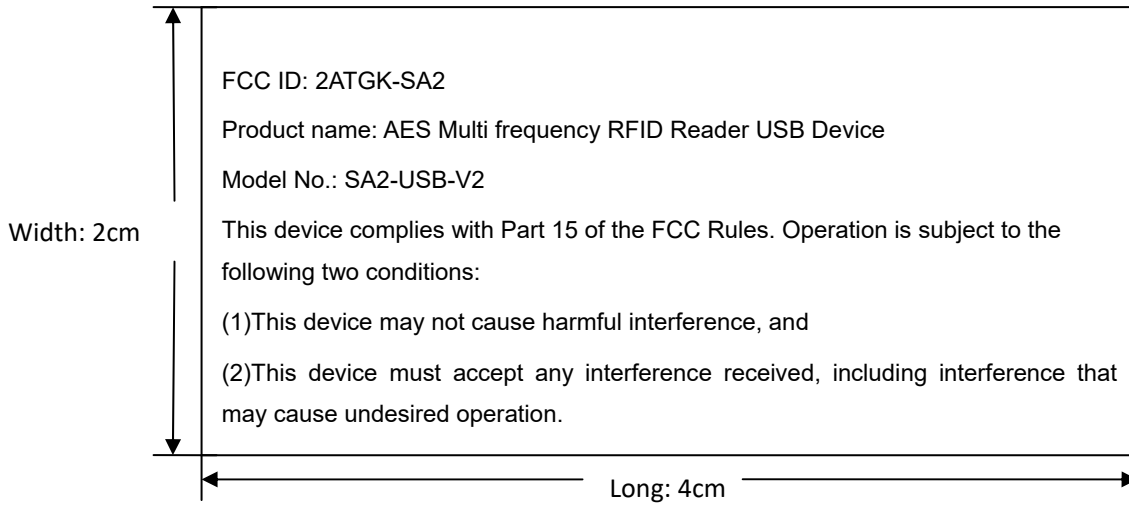 FCC ID: 2ATGK-SA2
Product name: AES Multi frequency RFID Reader USB Device
Model No.: SA2-USB-V2
Width: 2cm
This device complies with Part 15 of the FCC Rules. Operation is subject to the
following two conditions:
(1)This device may not cause harmful interference, and
(2)This device must accept any interference received, including interference that
may cause undesired operation.
Long: 4cm